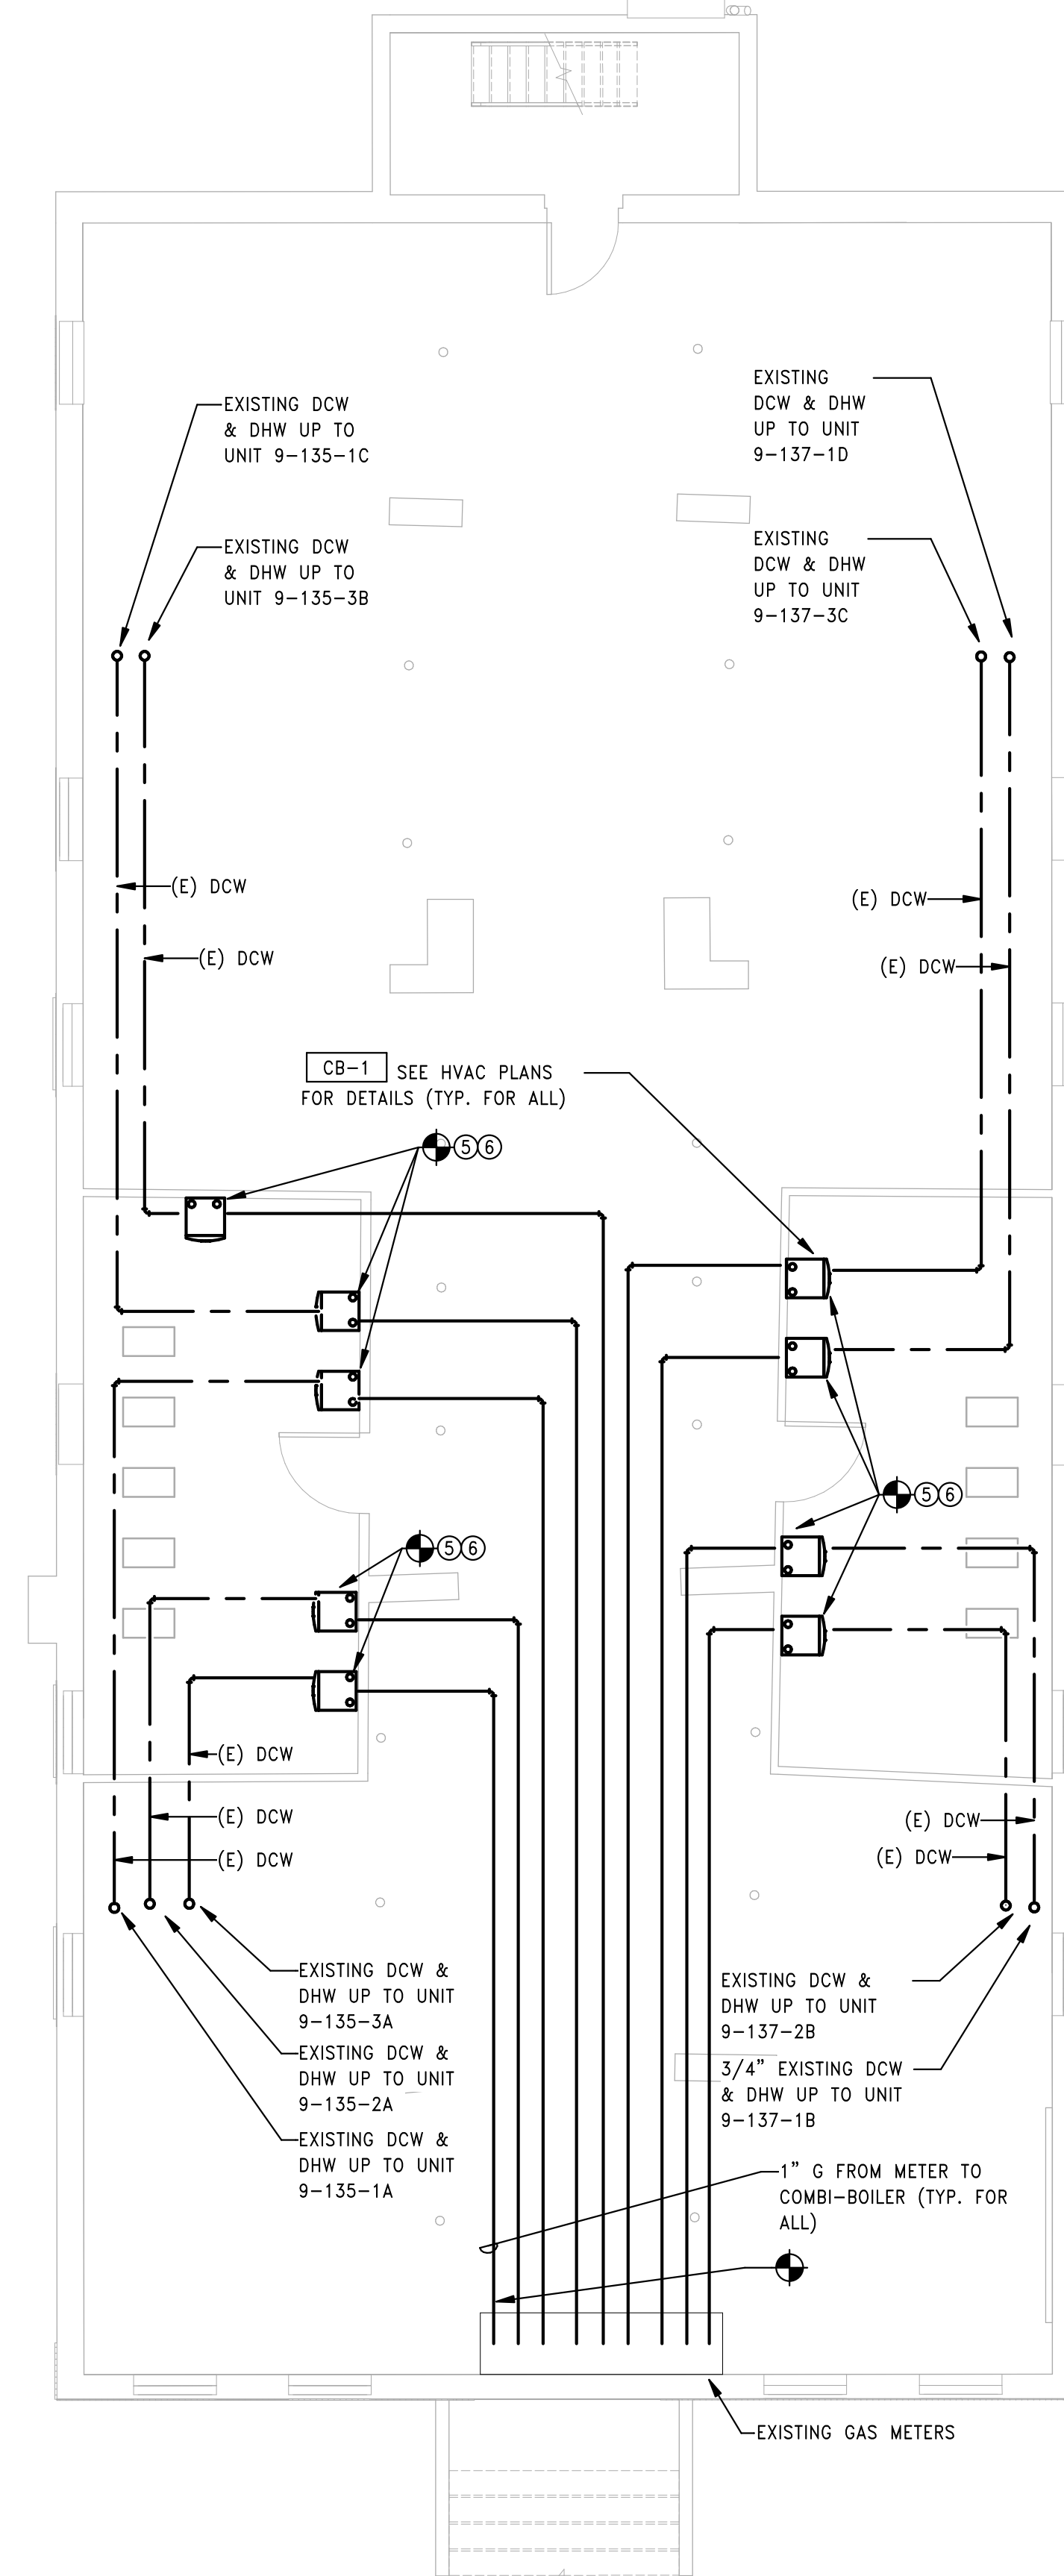 EXISTING DCW
& DHW UP TO
UNIT 9-135-1C
EXISTING
DCW & DHW
UP TO UNIT
9-137-1D
EXISTING DCW
& DHW UP TO
UNIT 9-135-3B
EXISTING
DCW & DHW
UP TO UNIT
9-137-3C
(E) DCW
(E) DCW
(E) DCW
(E) DCW
CB-1 SEE HVAC PLANS
FOR DETAILS (TYP. FOR ALL)
5 6
5 6
5 6
(E) DCW
(E) DCW
(E) DCW
(E) DCW
(E) DCW
EXISTING DCW &
DHW UP TO UNIT
9-135-3A
EXISTING DCW &
DHW UP TO UNIT
9-135-2A
EXISTING DCW &
DHW UP TO UNIT
9-135-1A
EXISTING DCW &
DHW UP TO UNIT
9-137-2B
3/4" EXISTING DCW
& DHW UP TO UNIT
9-137-1B
1" G FROM METER TO
COMBI-BOILER (TYP. FOR
ALL)
EXISTING GAS METERS